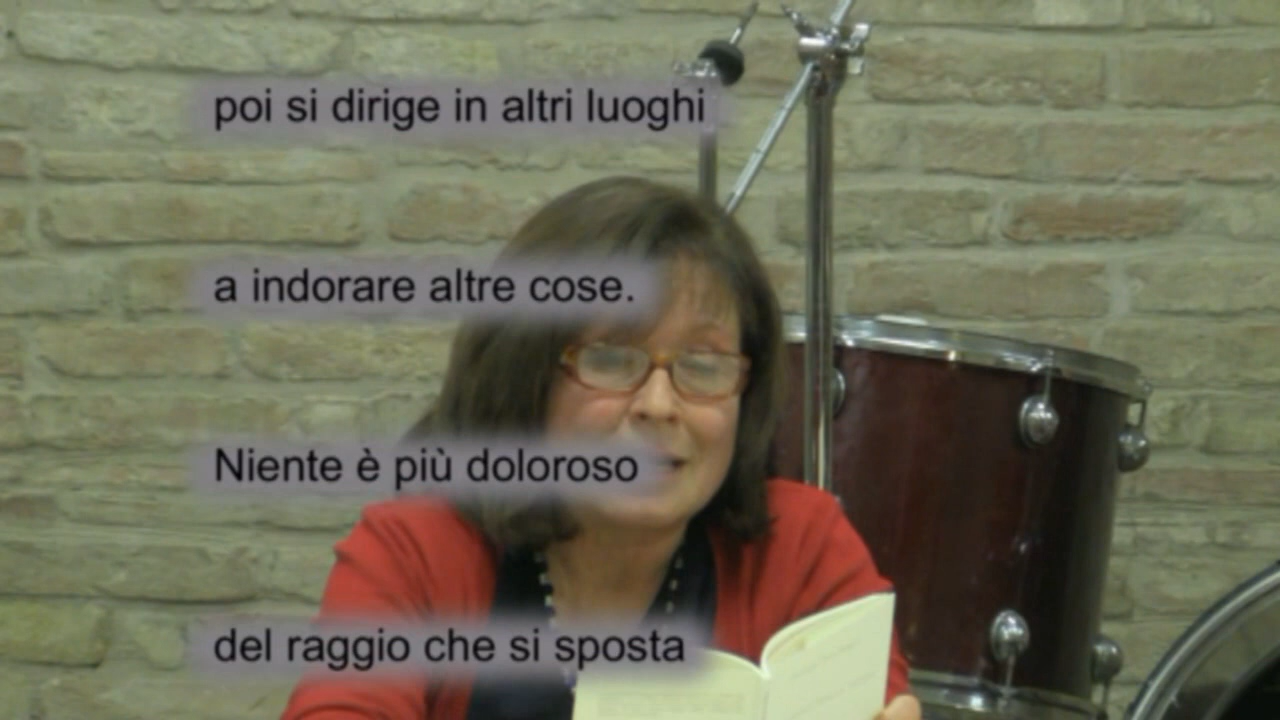 poi si dirige in altri luoghi
a indorare altre cose.
Niente è più doloroso
del raggio che si sposta